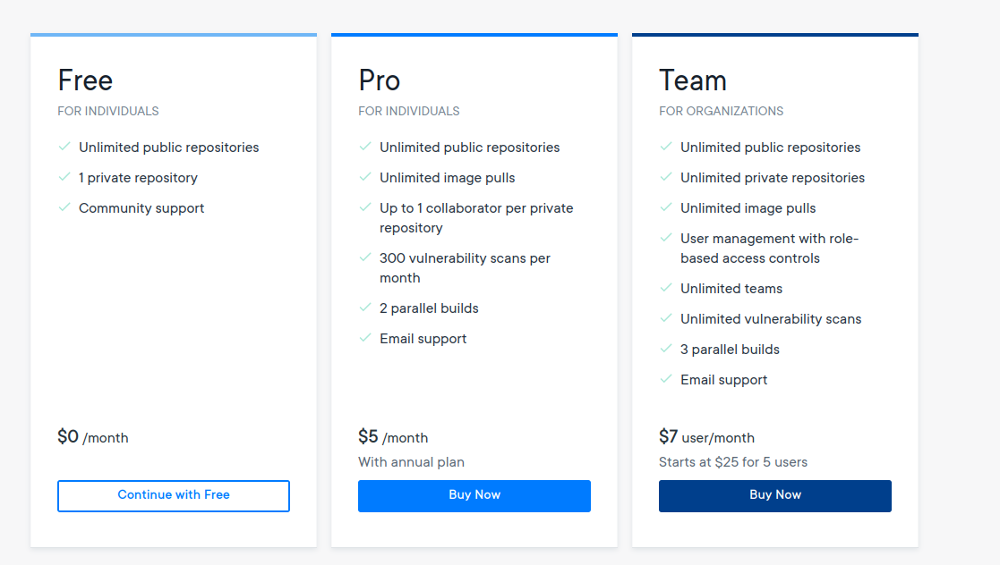 Free
FOR INDIVIDUALS
Unlimited public repositories
1 private repository
Community support
$0 /month
Continue with Free
Pro
FOR INDIVIDUALS
Unlimited public repositories
Unlimited image pulls
Up to 1 collaborator per private
repository
300 vulnerability scans per
month
2 parallel builds
Email support
$5 /month
With annual plan
Buy Now
Team
FOR ORGANIZATIONS
Unlimited public repositories
Unlimited private repositories
Unlimited image pulls
User management with role-
based access controls
Unlimited teams
Unlimited vulnerability scans
3 parallel builds
Email support
$7 user/month
Starts at $25 for 5 users
Buy Now